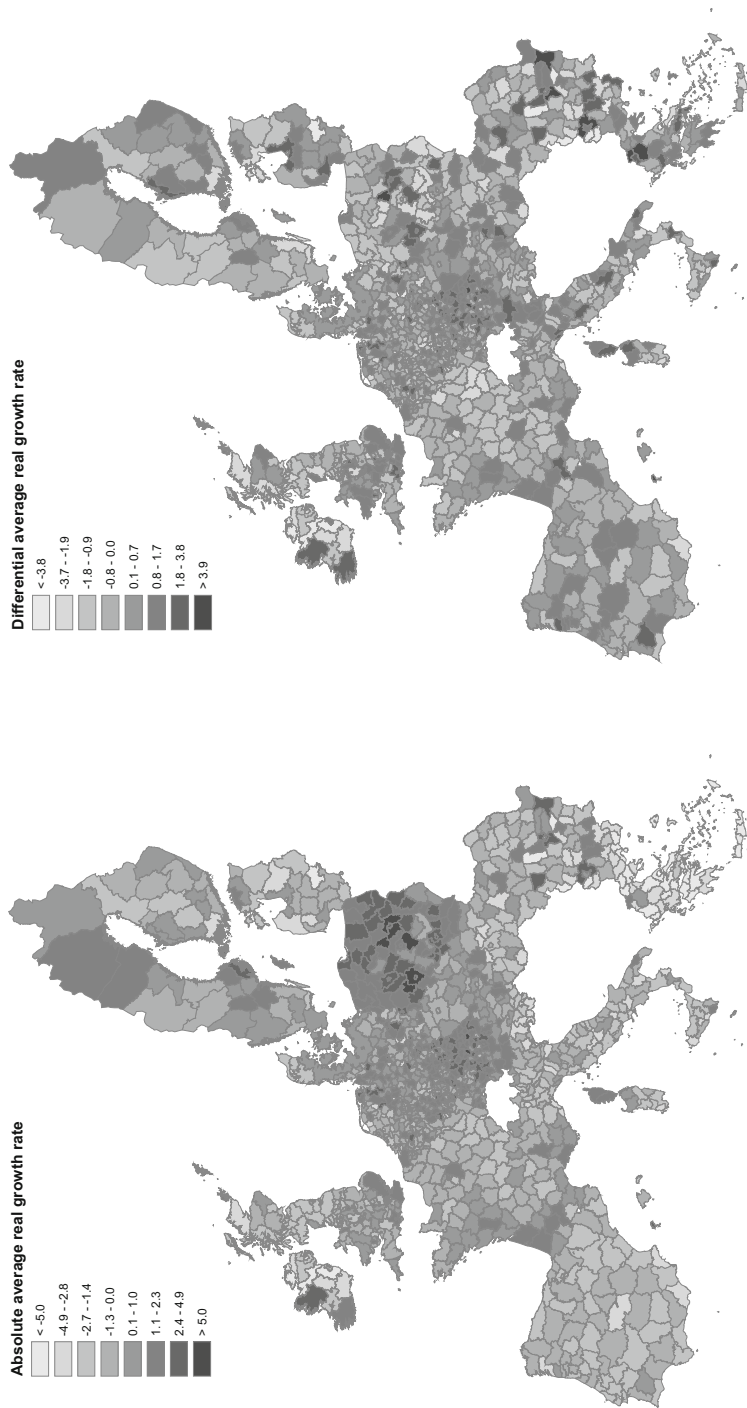 Absolute average real growth rate
< -5.0
-4.9 - -2.8
-2.7 - -1.4
-1.3 - 0.0
0.1 - 1.0
1.1 - 2.3
2.4 - 4.9
> 5.0
Differential average real growth rate
< -3.8
-3.7 - -1.9
-1.8 - -0.9
-0.8 - 0.0
0.1 - 0.7
0.8 - 1.7
1.8 - 3.8
> 3.9